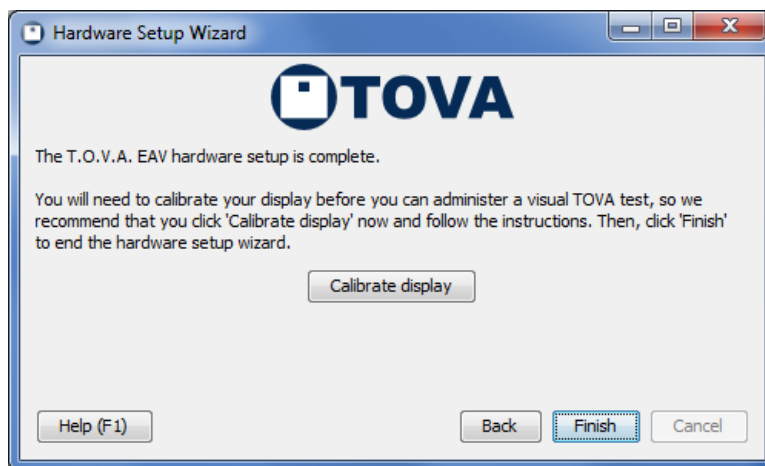 Hardware Setup Wizard
TOVA
The T.O.V.A. EAV hardware setup is complete.
You will need to calibrate your display before you can administer a visual TOVA test, so we
recommend that you click 'Calibrate display' now and follow the instructions. Then, click 'Finish'
to end the hardware setup wizard.
Calibrate display
Help (F1) Back Finish Cancel